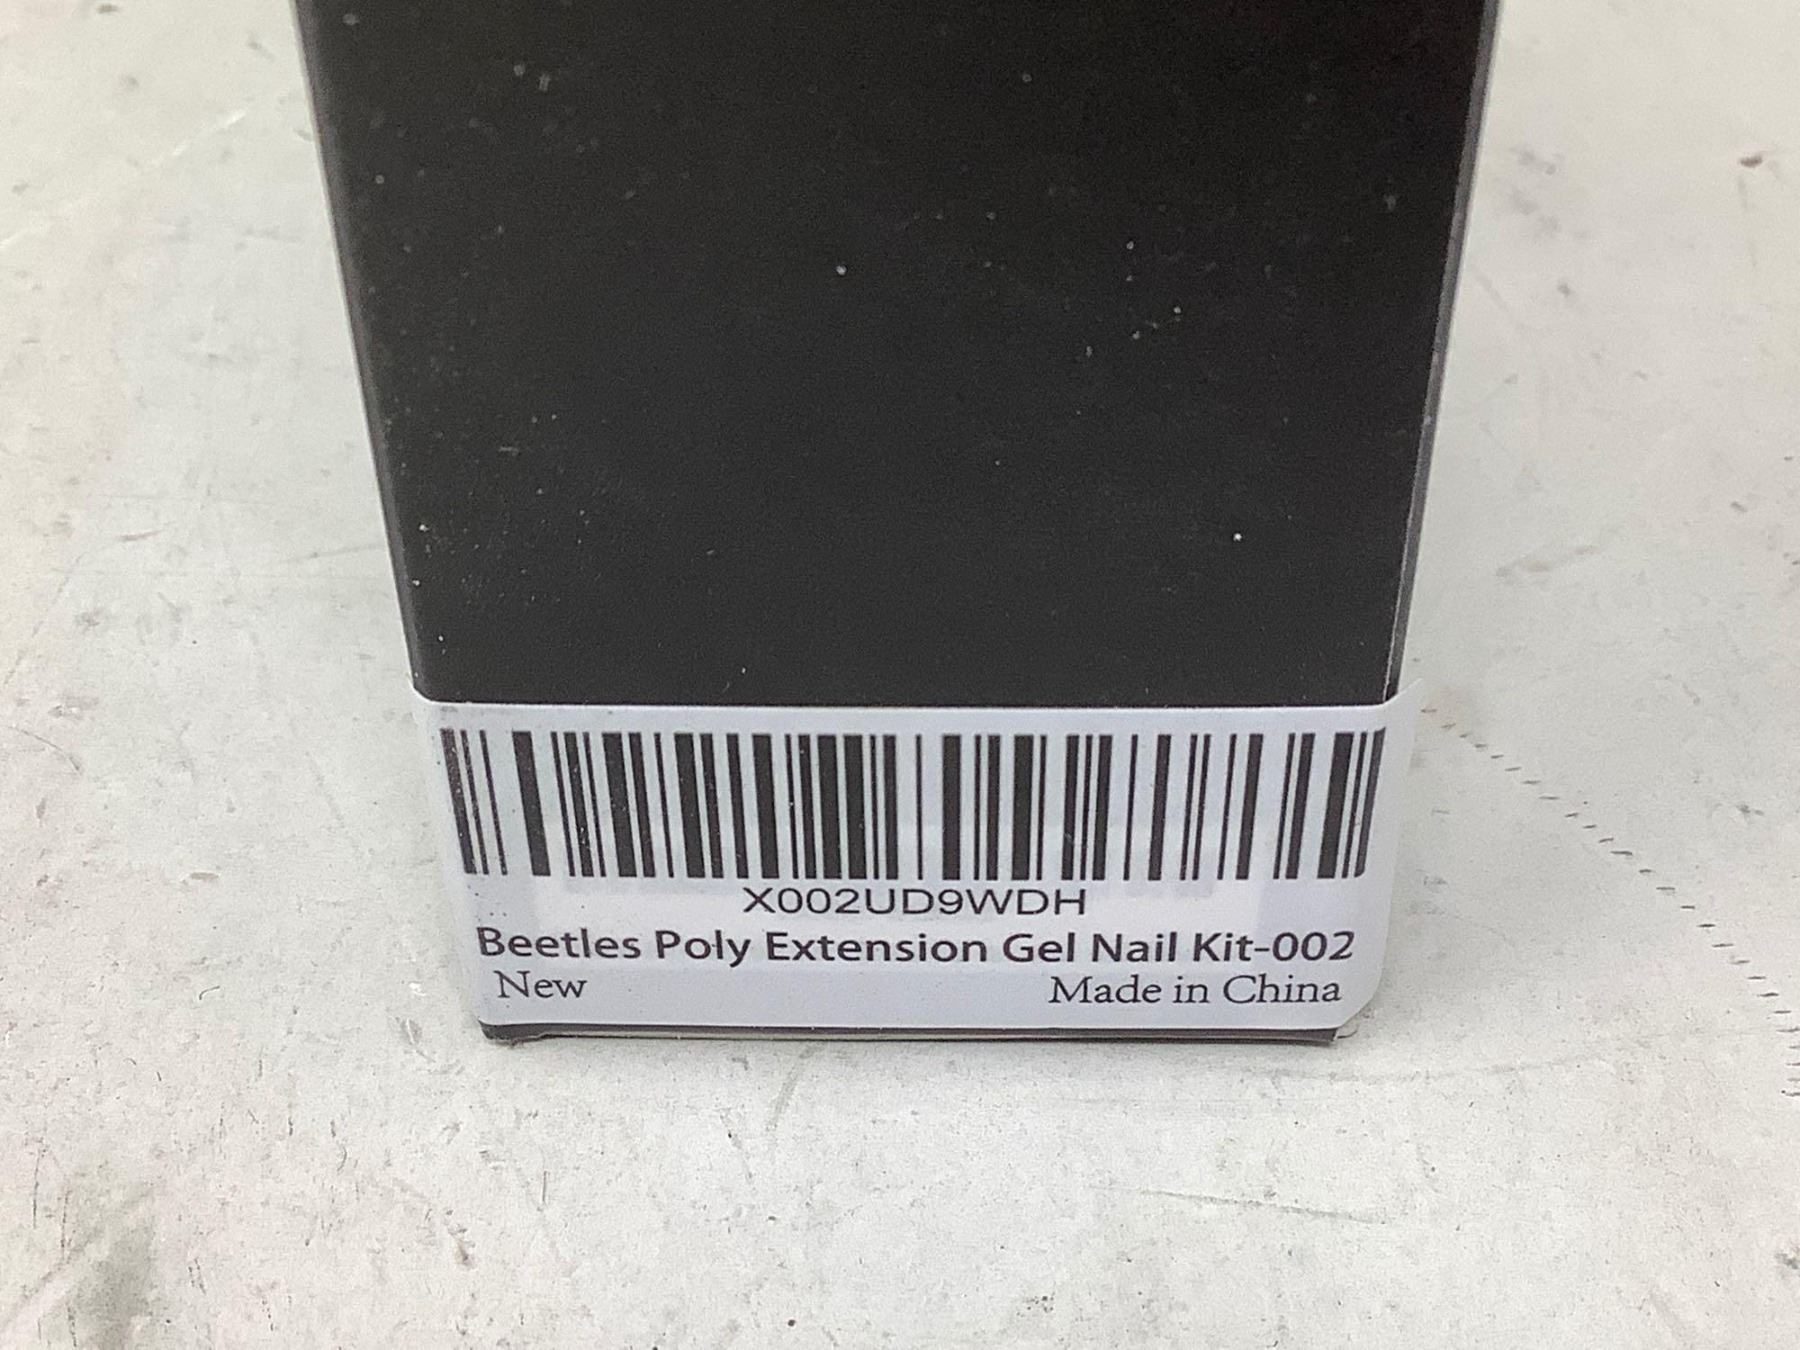 X002UD9WDH
Beetles Poly Extension Gel Nail Kit-002
New Made in China